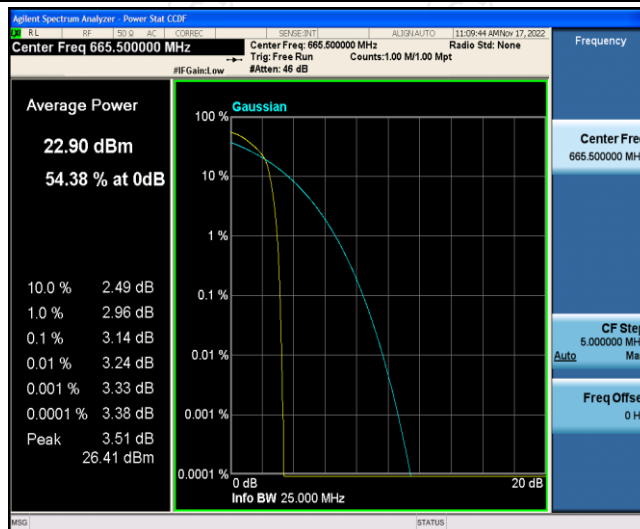 Agilent Spectrum Analyzer - Power Stat CCDF
RL RF 50 Ω AC CORREC SENSE:INT ALIGNAUTO 11:09:44 AM Nov 17, 2022
Center Freq 665.500000 MHz Center Freq: 665.500000 MHz Radio Std: None
Trig: Free Run Counts:1.00 M/1.00 Mpt
#IFGain:Low #Atten: 46 dB
Frequency
Average Power
22.90 dBm
54.38 % at 0dB
10.0 % 2.49 dB
1.0 % 2.96 dB
0.1 % 3.14 dB
0.01 % 3.24 dB
0.001 % 3.33 dB
0.0001 % 3.38 dB
Peak 3.51 dB
26.41 dBm
Gaussian
100 %
10 %
1 %
0.1 %
0.01 %
0.001 %
0.0001 %
0 dB 20 dB
Info BW 25.000 MHz
Center Fre
665.500000 MH
CF Step
5.000000 MH
Auto Ma
Freq Offse
0 H
MSG STATUS